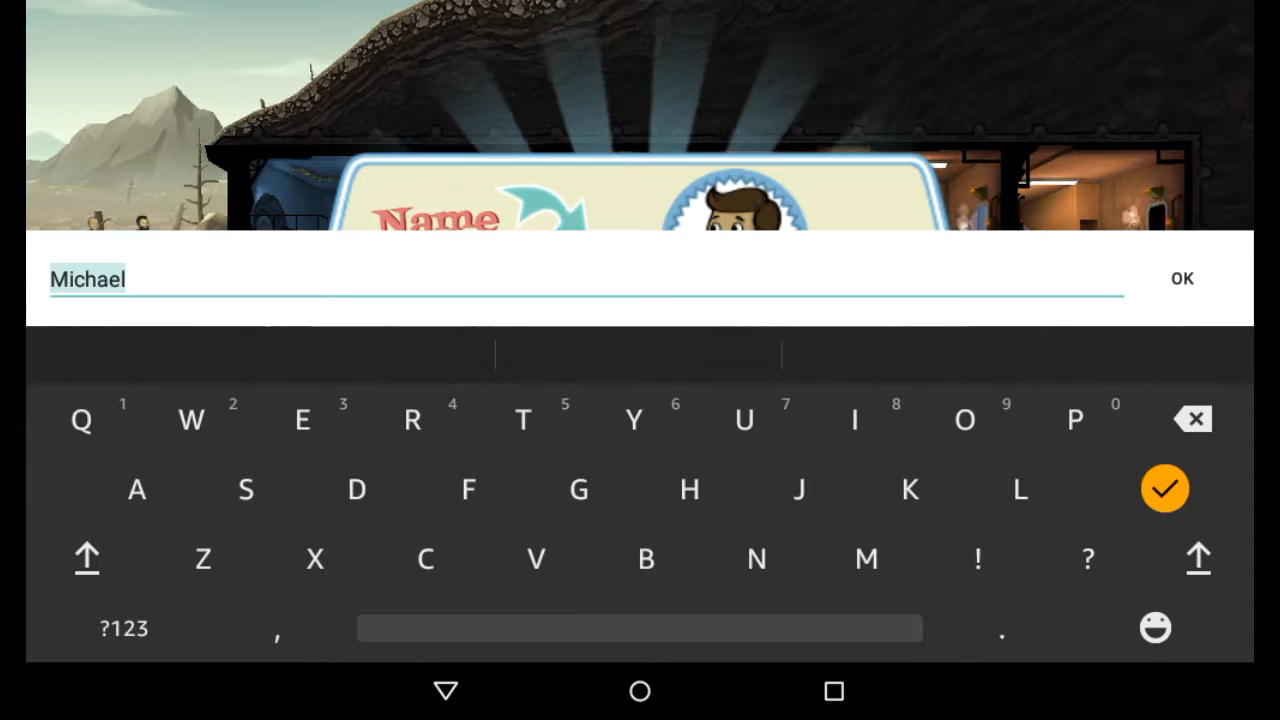 Name
Michael
OK
1 2 3 4 5 6 7 8 9 0
Q W E R T Y U I O P
A S D F G H J K L
Z X C V B N M ! ?
?123 , .